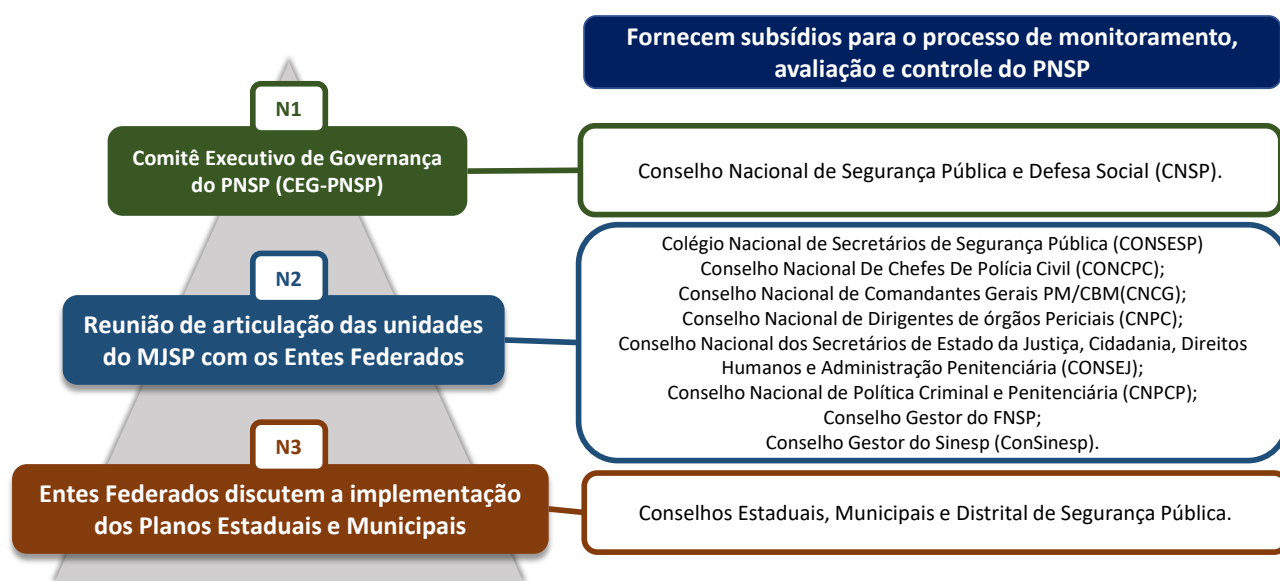 Fornecem subsídios para o processo de monitoramento,
avaliação e controle do PNSP
N1
Comitê Executivo de Governança
do PNSP (CEG-PNSP)
Conselho Nacional de Segurança Pública e Defesa Social (CNSP).
N2
Reunião de articulação das unidades
do MJSP com os Entes Federados
Colégio Nacional de Secretários de Segurança Pública (CONSESP)
Conselho Nacional De Chefes De Polícia Civil (CONCPC);
Conselho Nacional de Comandantes Gerais PM/CBM(CNCG);
Conselho Nacional de Dirigentes de órgãos Periciais (CNPC);
Conselho Nacional dos Secretários de Estado da Justiça, Cidadania, Direitos
Humanos e Administração Penitenciária (CONSEJ);
Conselho Nacional de Política Criminal e Penitenciária (CNPCP);
Conselho Gestor do FNSP;
Conselho Gestor do Sinesp (ConSinesp).
N3
Entes Federados discutem a implementação
dos Planos Estaduais e Municipais
Conselhos Estaduais, Municipais e Distrital de Segurança Pública.